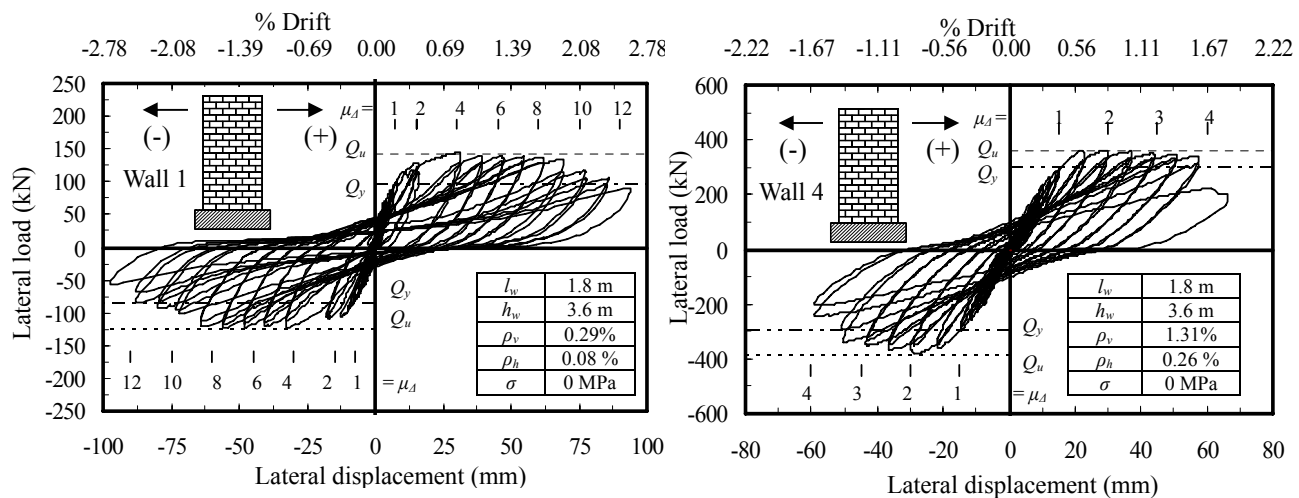 % Drift
-2.78 -2.08 -1.39 -0.69 0.00 0.69 1.39 2.08 2.78
250
200
150
100
50
0
-50
-100
-150
-200
-250
Lateral load (kN)
(-) (+)
Wall 1
μΔ= 1 2 4 6 8 10 12
Qu
Qy
Qy
Qu
12 10 8 6 4 2 1 = μΔ
lw 1.8 m
hw 3.6 m
ρv 0.29%
ρh 0.08 %
σ 0 MPa
-100 -75 -50 -25 0 25 50 75 100
Lateral displacement (mm)
% Drift
-2.22 -1.67 -1.11 -0.56 0.00 0.56 1.11 1.67 2.22
600
400
200
0
-200
-400
-600
Lateral load (kN)
(-) (+)
Wall 4
μΔ= 1 2 3 4
Qu
Qy
Qy
Qu
4 3 2 1 = μΔ
lw 1.8 m
hw 3.6 m
ρv 1.31%
ρh 0.26 %
σ 0 MPa
-80 -60 -40 -20 0 20 40 60 80
Lateral displacement (mm)